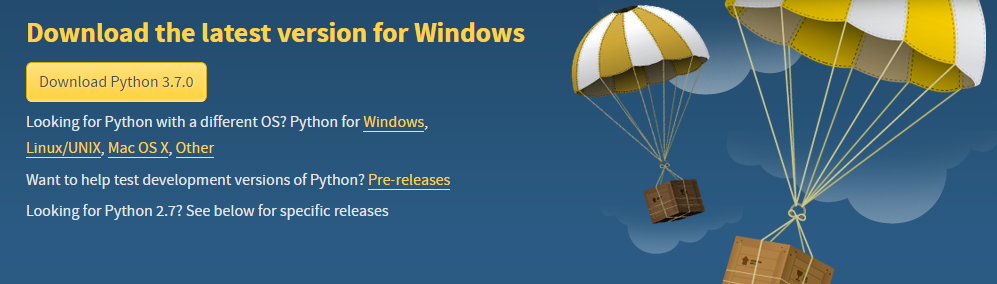 Download the latest version for Windows
Download Python 3.7.0
Looking for Python with a different OS? Python for Windows,
Linux/UNIX, Mac OS X, Other
Want to help test development versions of Python? Pre-releases
Looking for Python 2.7? See below for specific releases